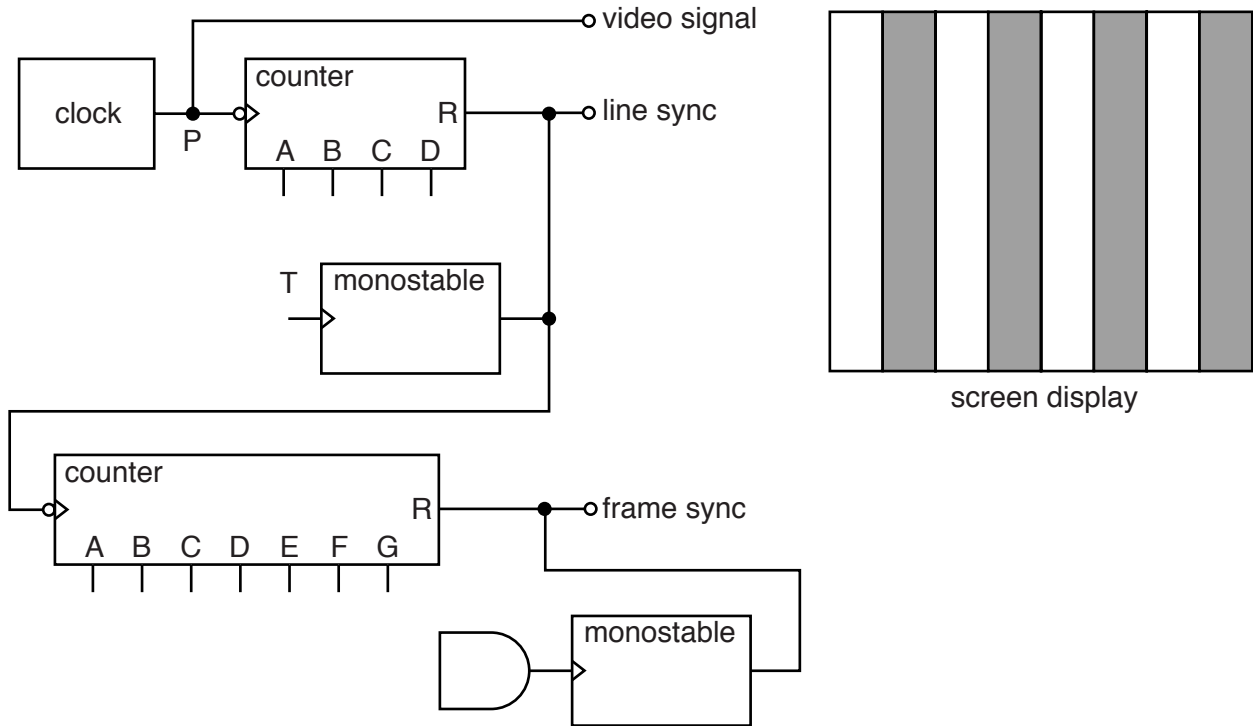 video signal
counter
clock
R
line sync
P
A B C D
T
monostable
screen display
counter
R
frame sync
A B C D E F G
monostable